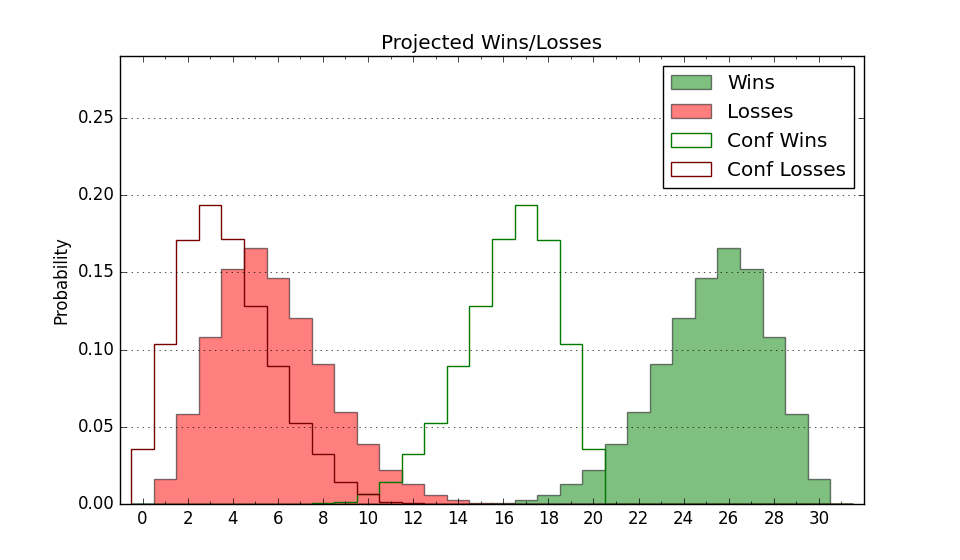 Projected Wins/Losses
Wins
Losses
Conf Wins
Conf Losses
Probability
0.25
0.20
0.15
0.10
0.05
0.00
0 2 4 6 8 10 12 14 16 18 20 22 24 26 28 30